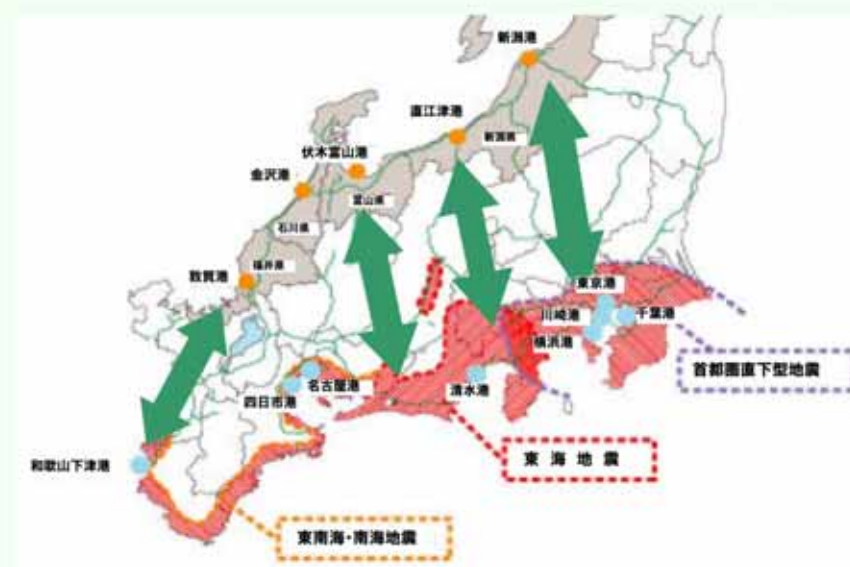 新潟港
直江津港
新潟県
伏木富山港
金沢港
富山県
石川県
敦賀港
福井県
東京港
川崎港
千葉港
横浜港
首都圏直下型地震
名古屋港
清水港
四日市港
和歌山下津港
東海地震
東南海・南海地震